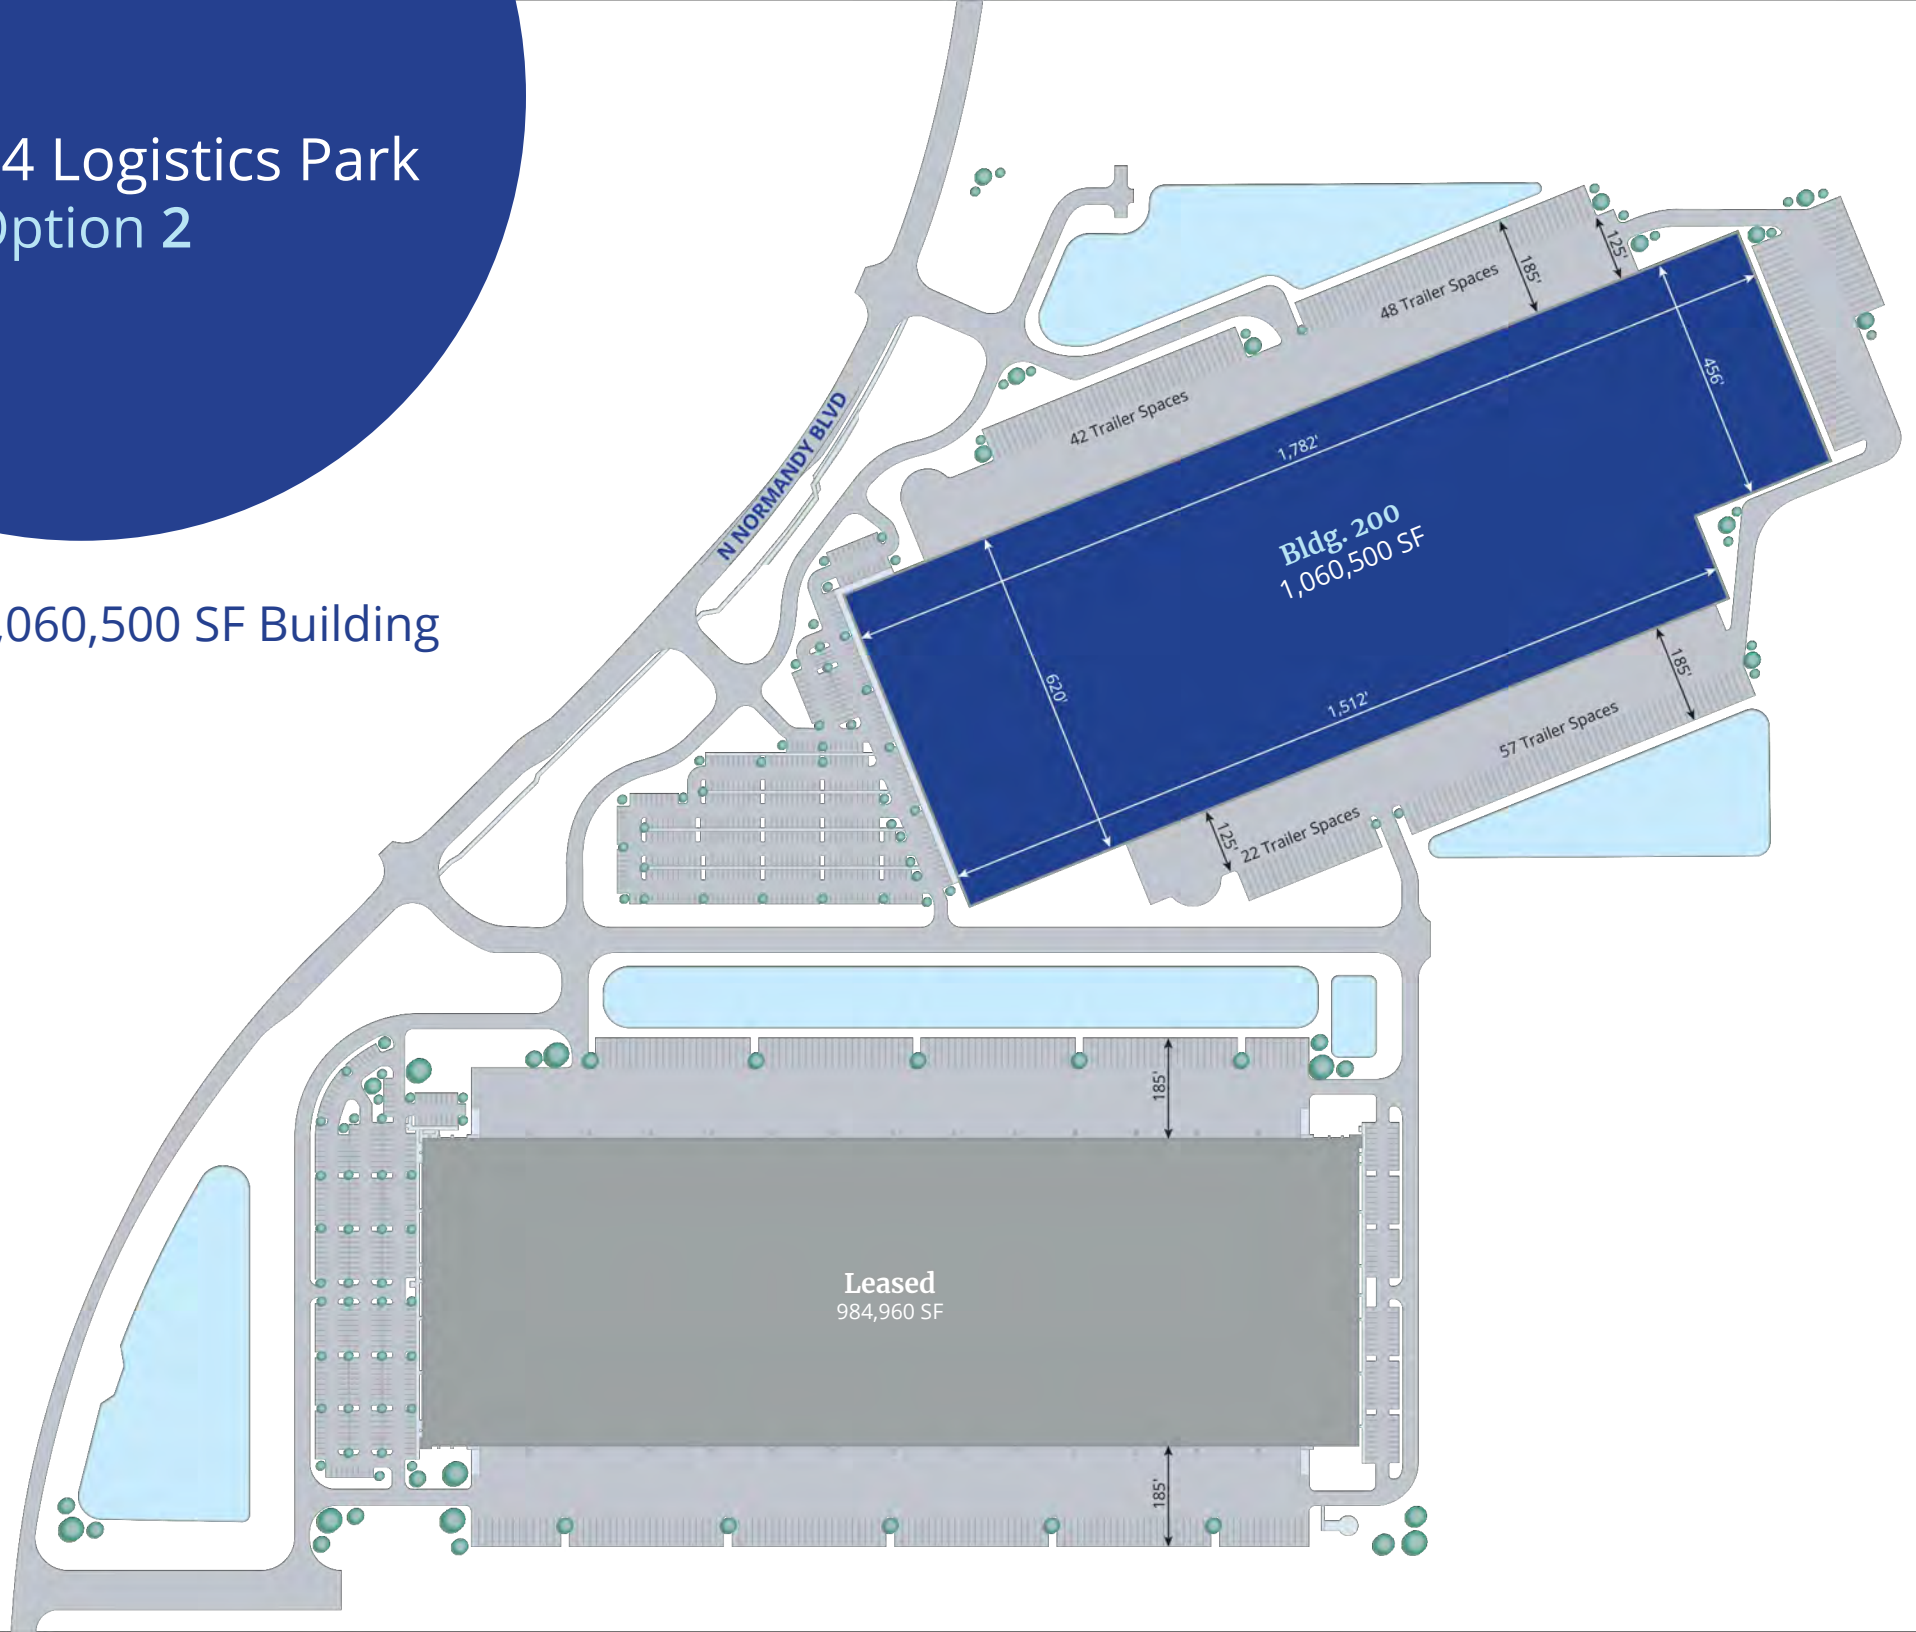 4 Logistics Park
Option 2
,060,500 SF Building
N NORMANDY BLVD
48 Trailer Spaces
185'
125'
42 Trailer Spaces
1,782'
456'
Bldg. 200
1,060,500 SF
620'
1,512'
185'
57 Trailer Spaces
125'
22 Trailer Spaces
185'
Leased
984,960 SF
185'